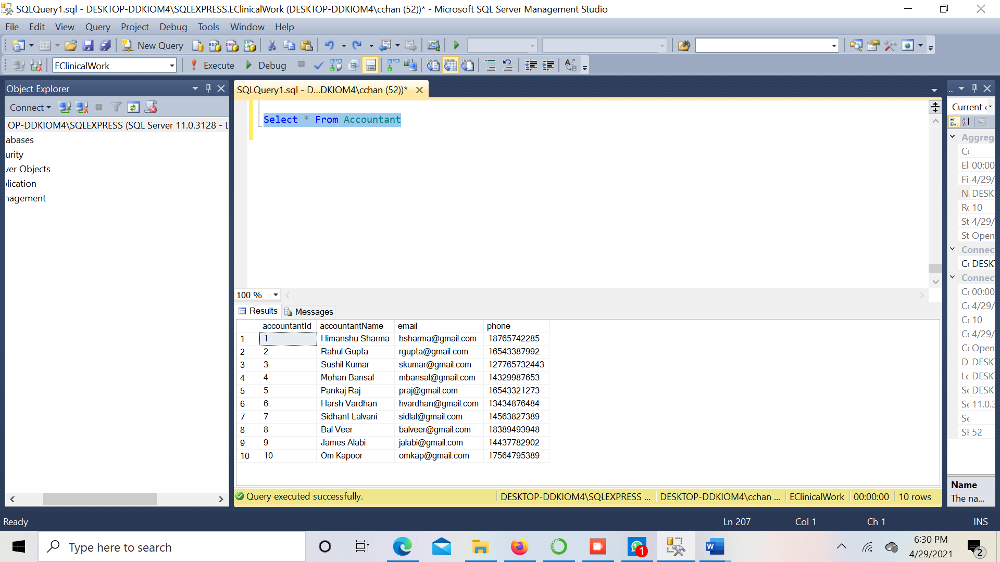 SQLQuery1.sql - DESKTOP-DDKIOM4\SQLEXPRESS.EClinicalWork (DESKTOP-DDKIOM4\cchan (52))* - Microsoft SQL Server Management Studio
File Edit View Query Project Debug Tools Window Help
New Query
EClinicalWork Execute Debug
Object Explorer
Connect
TOP-DDKIOM4\SQLEXPRESS (SQL Server 11.0.3128 - D
abases
urity
ver Objects
lication
nagement
SQLQuery1.sql - D...DKIOM4\cchan (52))*
Select * From Accountant
100 %
Results Messages
accountantId accountantName email phone
1 1 Himanshu Sharma hsharma@gmail.com 18765742285
2 2 Rahul Gupta rgupta@gmail.com 16543387992
3 3 Sushil Kumar skumar@gmail.com 127765732443
4 4 Mohan Bansal mbansal@gmail.com 14329987653
5 5 Pankaj Raj praj@gmail.com 16543321273
6 6 Harsh Vardhan hvardhan@gmail.com 13434876484
7 7 Sidhant Lalvani sidlal@gmail.com 14563827389
8 8 Bal Veer balveer@gmail.com 18389493948
9 9 James Alabi jalabi@gmail.com 14437782902
10 10 Om Kapoor omkap@gmail.com 17564795389
Query executed successfully. DESKTOP-DDKIOM4\SQLEXPRESS ... DESKTOP-DDKIOM4\cchan ... EClinicalWork 00:00:00 10 rows
..
Current
Aggreg
Co
El 00:00
Fi 4/29/
Na DESK
Ro 10
St 4/29/
St Open
Connec
Co DESK
Connec
Co 00:00
Co 4/29/
Co 10
Co 4/29/
Co Open
Di DESK
Lo DESK
Se DESK
Se 11.0.3
Se
SP 52
Name
The na...
Ready Ln 207 Col 1 Ch 1 INS
Type here to search
1
W
6:30 PM
4/29/2021
2